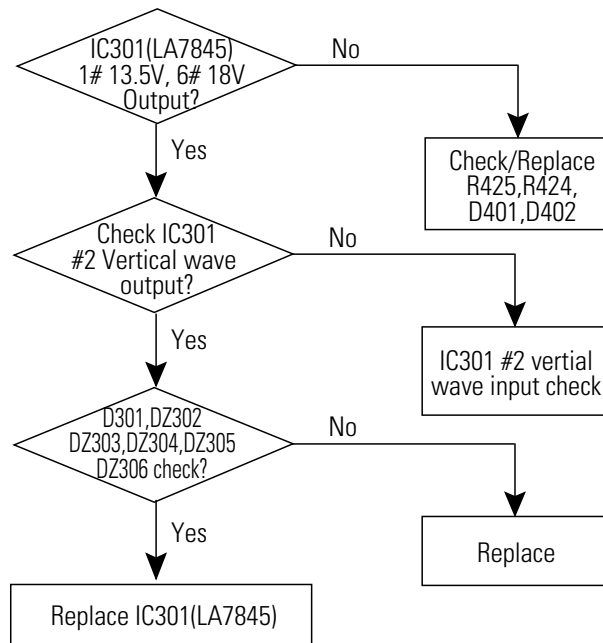 IC301(LA7845)
1# 13.5V, 6# 18V
Output?
No
Yes
Check/Replace
R425,R424,
D401,D402
Check IC301
#2 Vertical wave
output?
No
Yes
IC301 #2 vertial
wave input check
D301,DZ302
DZ303,DZ304,DZ305
DZ306 check?
No
Yes
Replace
Replace IC301(LA7845)